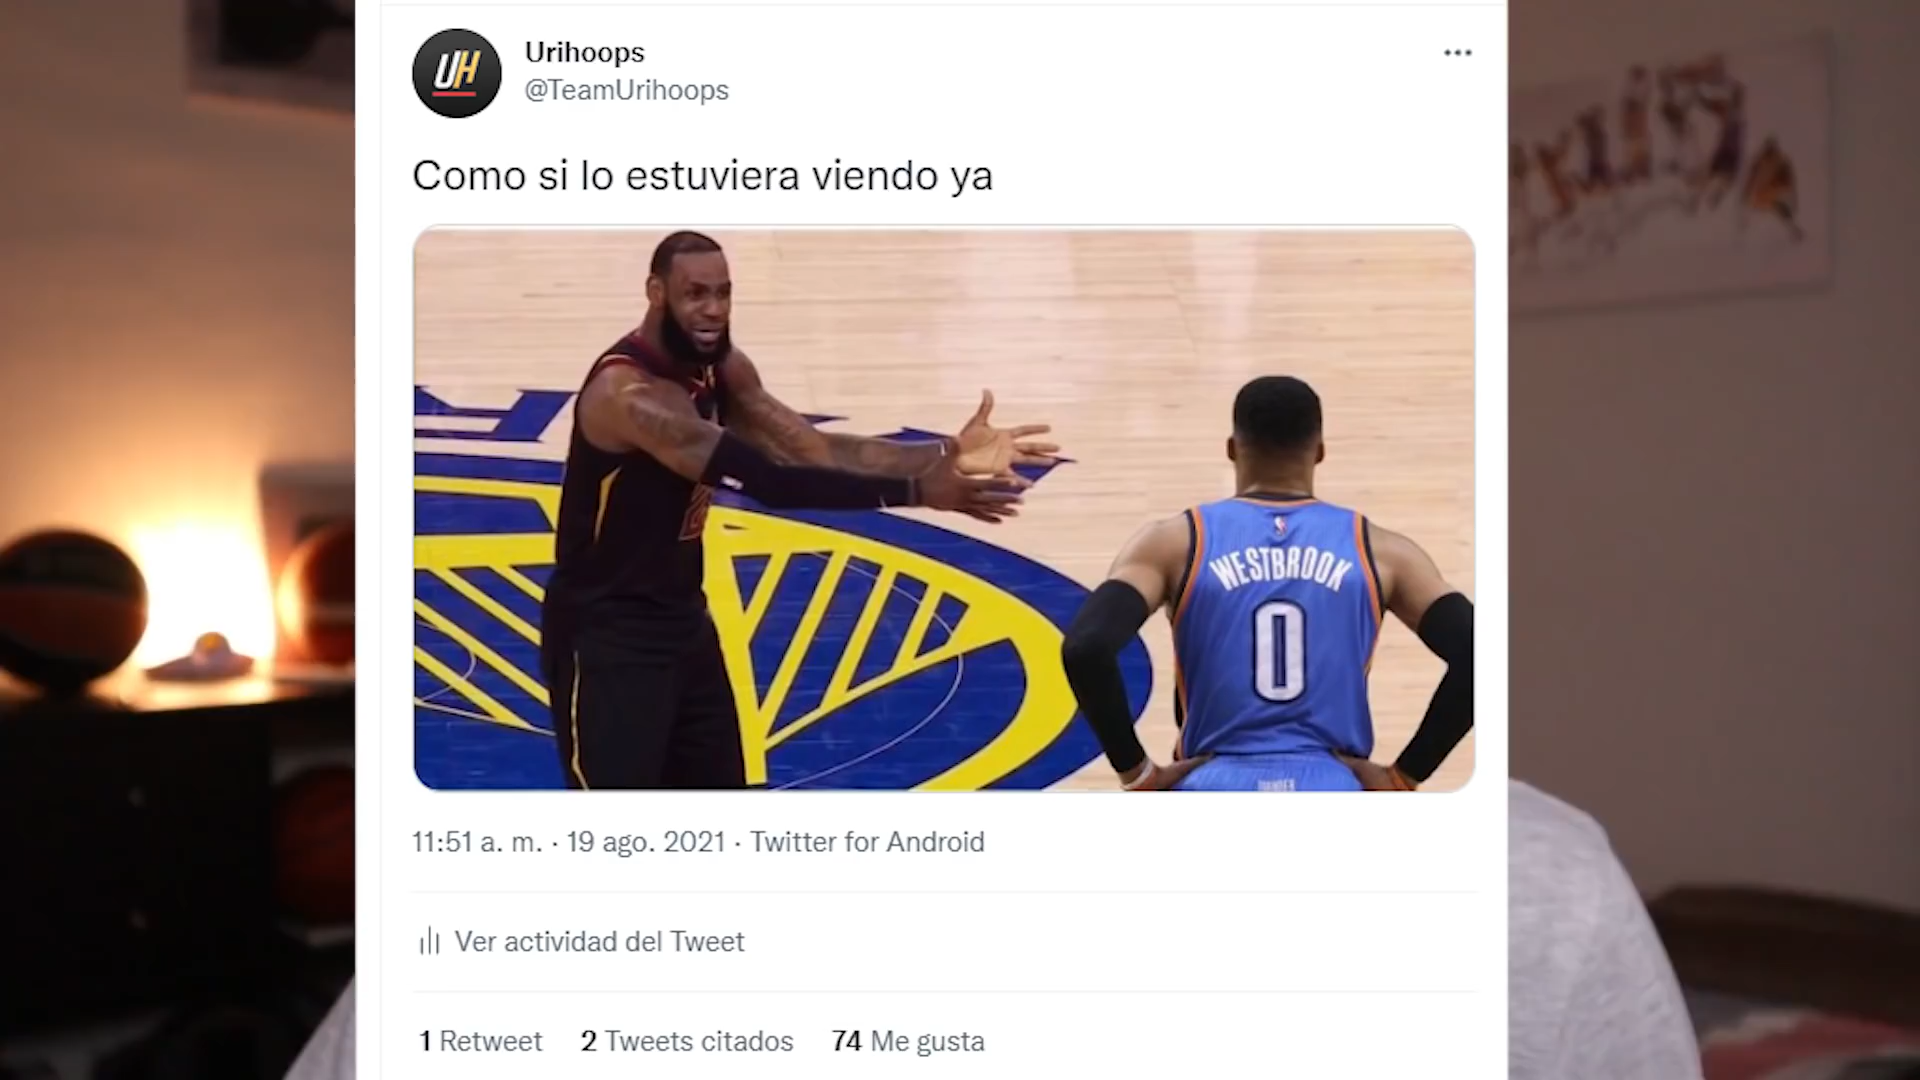 UH
Urihoops
@TeamUrihoops
Como si lo estuviera viendo ya
WESTBROOK
0
11:51 a. m. · 19 ago. 2021 · Twitter for Android
Ver actividad del Tweet
1 Retweet 2 Tweets citados 74 Me gusta